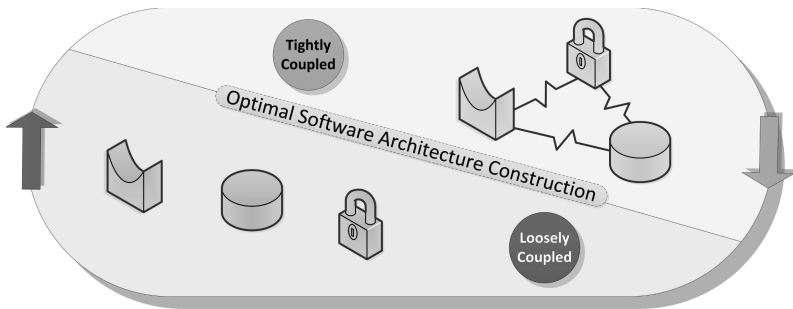 Tightly
Coupled
Optimal Software Architecture Construction
Loosely
Coupled